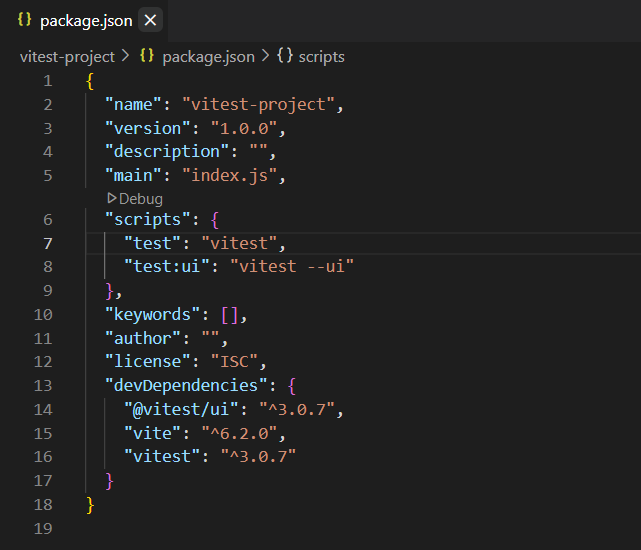 {} package.json ×
vitest-project > {} package.json > {} scripts
1 {
2   "name": "vitest-project",
3   "version": "1.0.0",
4   "description": "",
5   "main": "index.js",
Debug
6   "scripts": {
7     "test": "vitest",
8     "test:ui": "vitest --ui"
9   },
10   "keywords": [],
11   "author": "",
12   "license": "ISC",
13   "devDependencies": {
14     "@vitest/ui": "^3.0.7",
15     "vite": "^6.2.0",
16     "vitest": "^3.0.7"
17   }
18 }
19